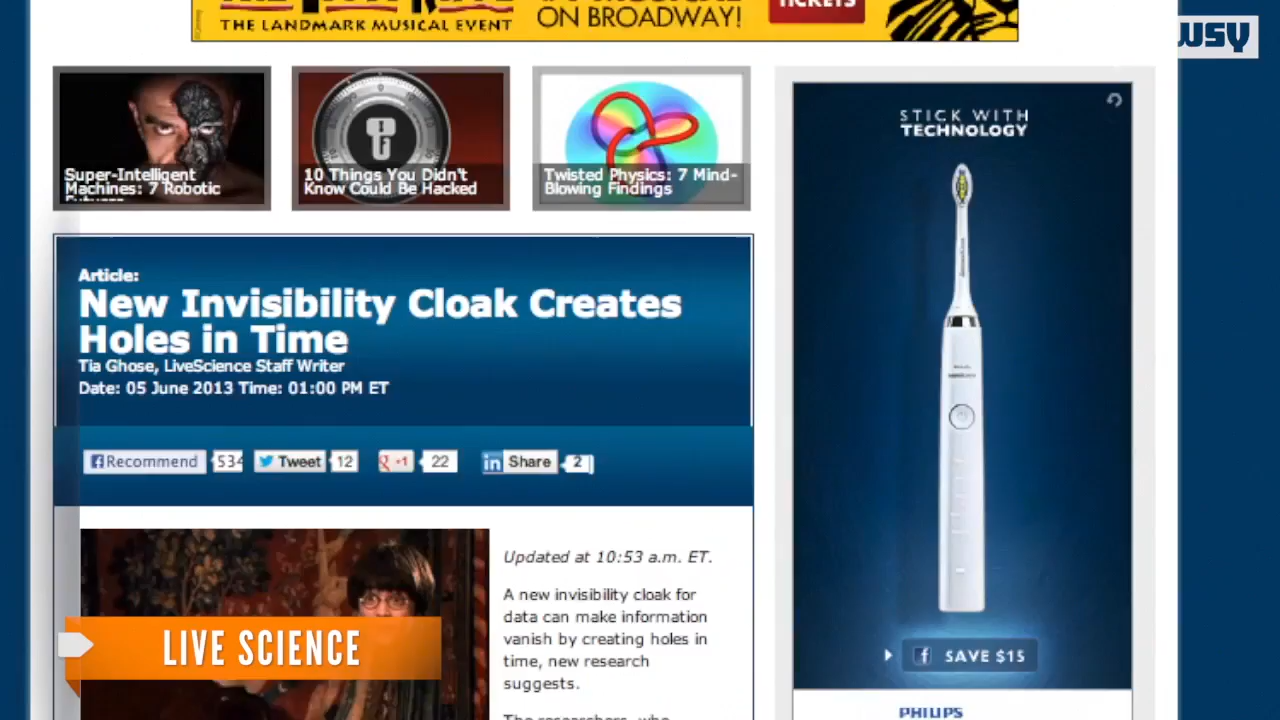 THE LANDMARK MUSICAL EVENT
ON BROADWAY!
TICKETS
WSY
Super-Intelligent
Machines: 7 Robotic
10 Things You Didn't
Know Could Be Hacked
Twisted Physics: 7 Mind-
Blowing Findings
STICK WITH
TECHNOLOGY
Article:
New Invisibility Cloak Creates
Holes in Time
Tia Ghose, LiveScience Staff Writer
Date: 05 June 2013 Time: 01:00 PM ET
Recommend 534 Tweet 12 +1 22 in Share 2
Updated at 10:53 a.m. ET.
A new invisibility cloak for
data can make information
vanish by creating holes in
time, new research
suggests.
The researchers, who
LIVE SCIENCE
f SAVE $15
PHILIPS